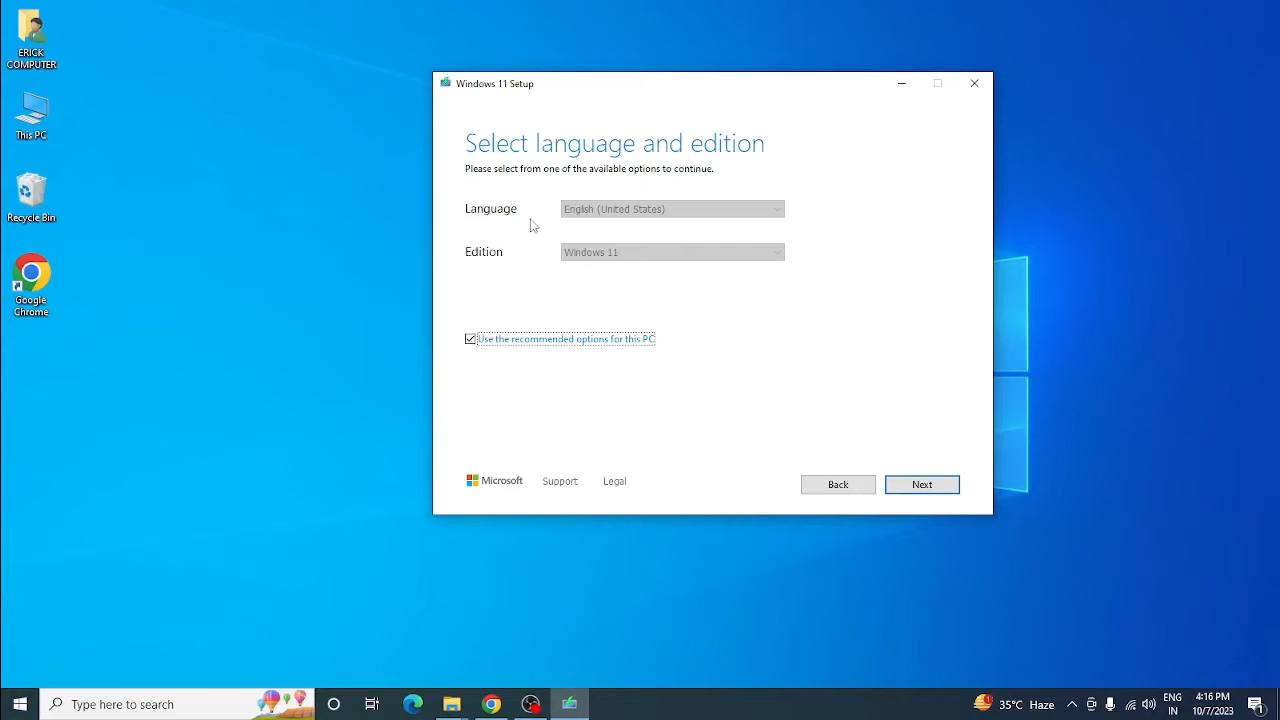 ERICK
COMPUTER
This PC
Recycle Bin
Google
Chrome
Windows 11 Setup
Select language and edition
Please select from one of the available options to continue.
Language
English (United States)
Edition
Windows 11
Use the recommended options for this PC
Microsoft
Support
Legal
Back
Next
Type here to search
35°C Haze
ENG
IN
4:16 PM
10/7/2023
1